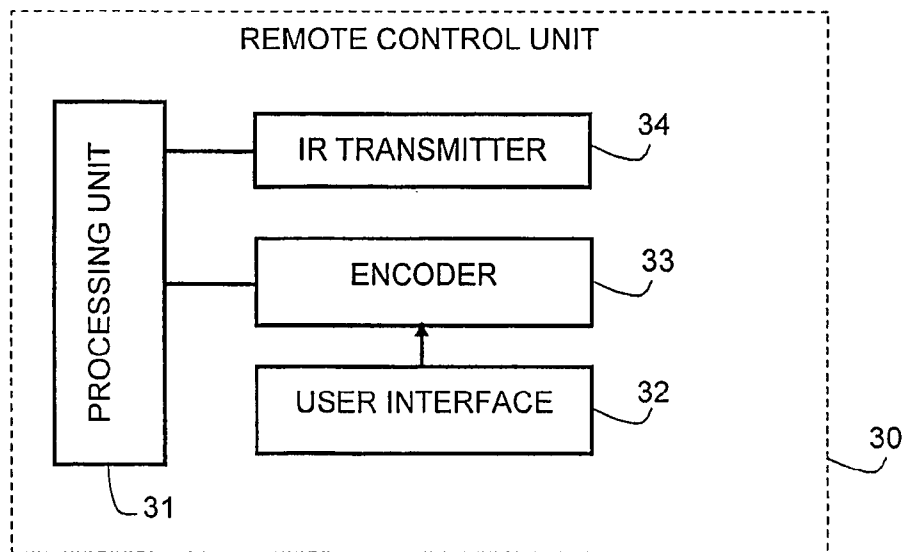 REMOTE CONTROL UNIT
PROCESSING UNIT
IR TRANSMITTER
34
ENCODER
33
USER INTERFACE
32
30
31